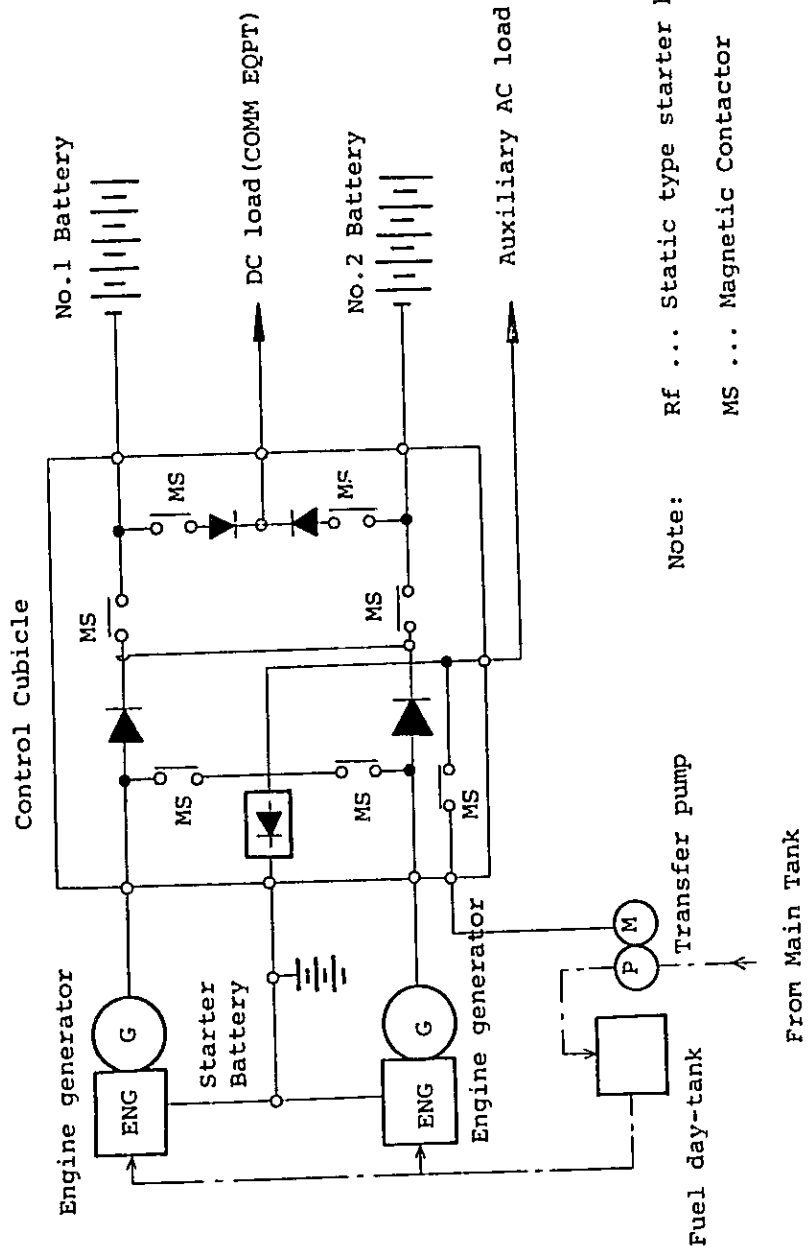 Control Cubicle
Engine generator
No.1 Battery
MS
MS
ENG
G
DC load (COMM EQPT)
Starter
Battery
MS
MS
MS
No.2 Battery
ENG
G
Engine generator
MS
Auxiliary AC load
Fuel day-tank
P
M
Transfer pump
From Main Tank
Note:
Rf ... Static type starter
MS ... Magnetic Contactor